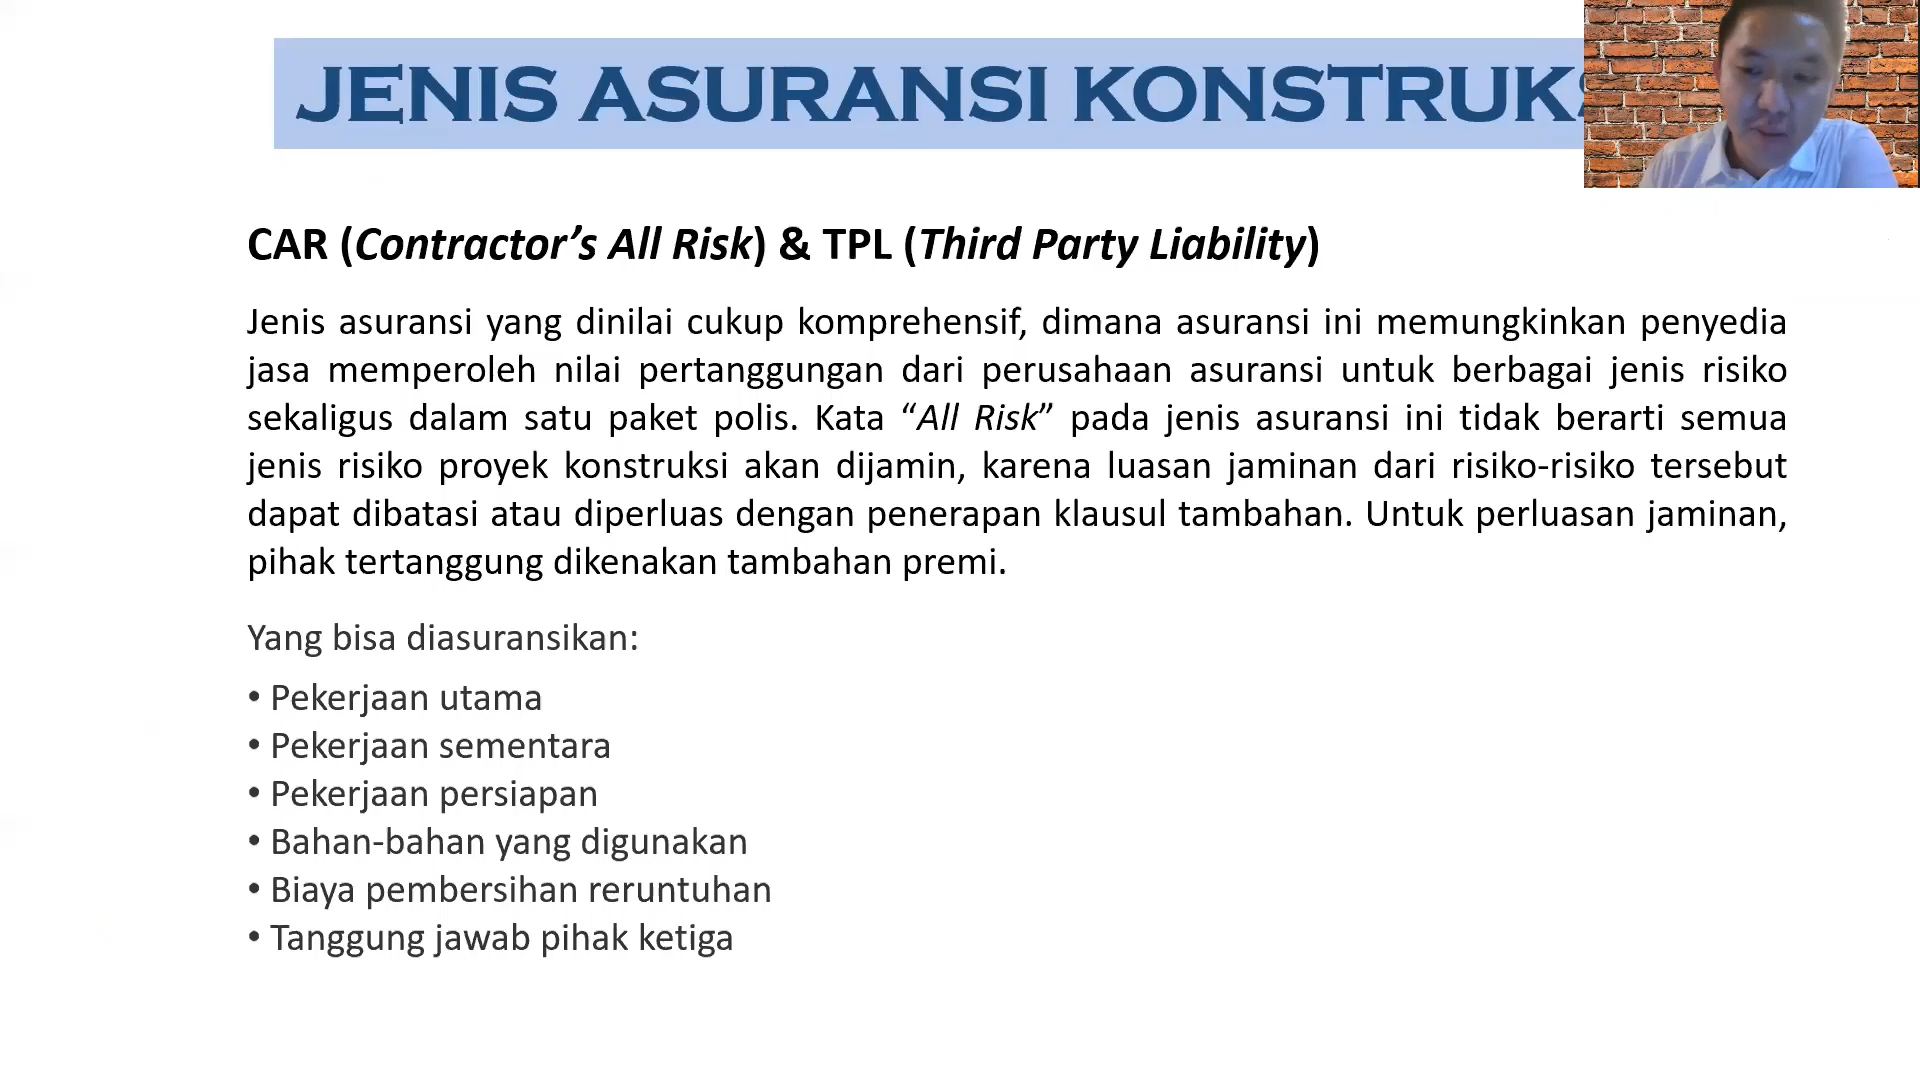 JENIS ASURANSI KONSTRUKS
CAR (Contractor’s All Risk) & TPL (Third Party Liability)
Jenis asuransi yang dinilai cukup komprehensif, dimana asuransi ini memungkinkan penyedia
jasa memperoleh nilai pertanggungan dari perusahaan asuransi untuk berbagai jenis risiko
sekaligus dalam satu paket polis. Kata “All Risk” pada jenis asuransi ini tidak berarti semua
jenis risiko proyek konstruksi akan dijamin, karena luasan jaminan dari risiko-risiko tersebut
dapat dibatasi atau diperluas dengan penerapan klausul tambahan. Untuk perluasan jaminan,
pihak tertanggung dikenakan tambahan premi.
Yang bisa diasuransikan:
• Pekerjaan utama
• Pekerjaan sementara
• Pekerjaan persiapan
• Bahan-bahan yang digunakan
• Biaya pembersihan reruntuhan
• Tanggung jawab pihak ketiga